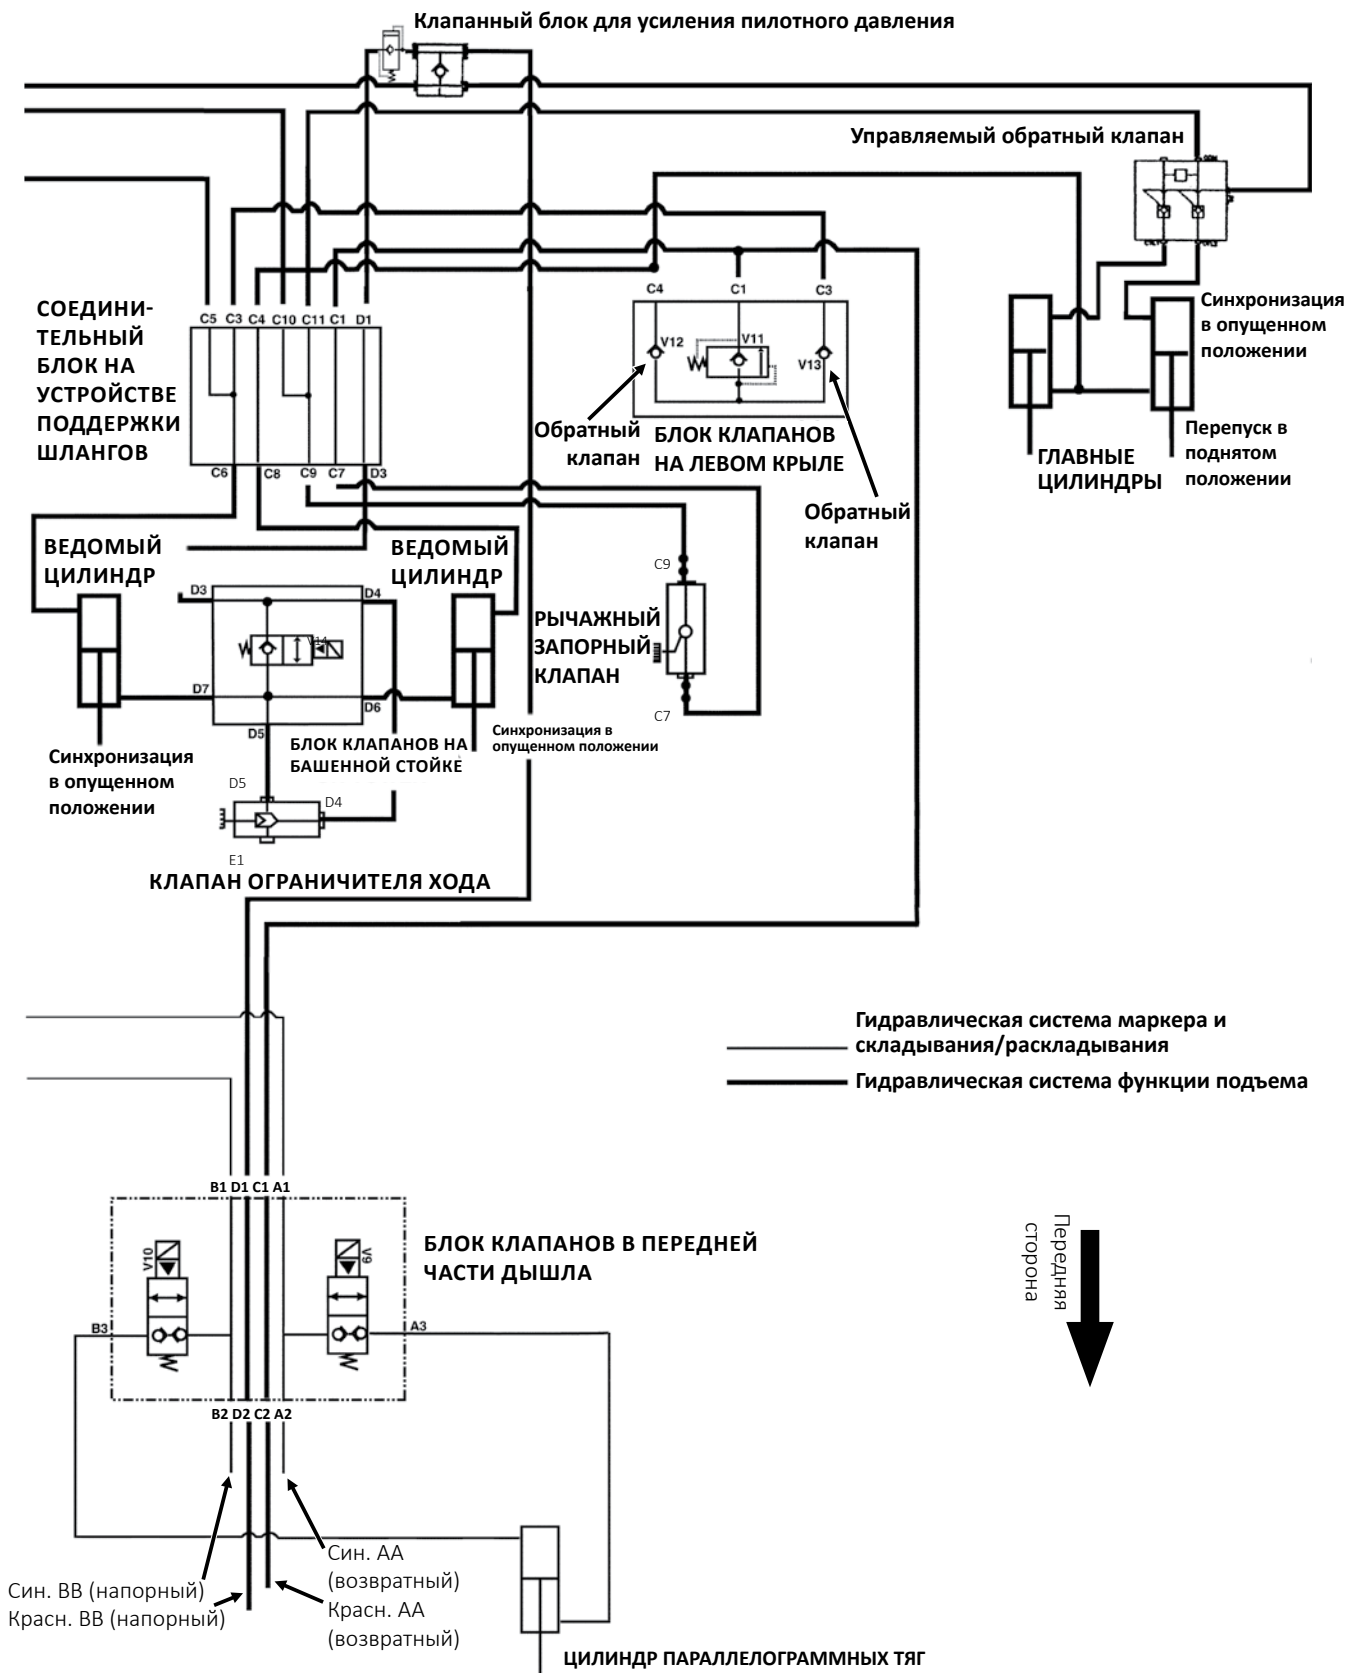 Клапанный блок для усиления пилотного давления
Управляемый обратный клапан
СОЕДИНИ-
ТЕЛЬНЫЙ
БЛОК НА
УСТРОЙСТВЕ
ПОДДЕРЖКИ
ШЛАНГОВ
C5 C3 C4 C10 C11 C1 D1
C6 C8 C9 C7 D3
C4 C1 C3
V12
V11
V13
Обратный
клапан
БЛОК КЛАПАНОВ
НА ЛЕВОМ КРЫЛЕ
Обратный
клапан
Синхронизация
в опущенном
положении
ГЛАВНЫЕ
ЦИЛИНДРЫ
Перепуск в
поднятом
положении
ВЕДОМЫЙ
ЦИЛИНДР
ВЕДОМЫЙ
ЦИЛИНДР
D3
D4
V14
D7
D6
D5
C9
РЫЧАЖНЫЙ
ЗАПОРНЫЙ
КЛАПАН
C7
Синхронизация
в опущенном
положении
БЛОК КЛАПАНОВ НА
БАШЕННОЙ СТОЙКЕ
Синхронизация в
опущенном положении
D5
D4
E1
КЛАПАН ОГРАНИЧИТЕЛЯ ХОДА
Гидравлическая система маркера и
складывания/раскладывания
Гидравлическая система функции подъема
B1 D1 C1 A1
V10
V9
B3
A3
БЛОК КЛАПАНОВ В ПЕРЕДНЕЙ
ЧАСТИ ДЫШЛА
Передняя
сторона
B2 D2 C2 A2
Син. BB (напорный)
Красн. BB (напорный)
Син. AA
(возвратный)
Красн. AA
(возвратный)
ЦИЛИНДР ПАРАЛЛЕЛОГРАММНЫХ ТЯГ